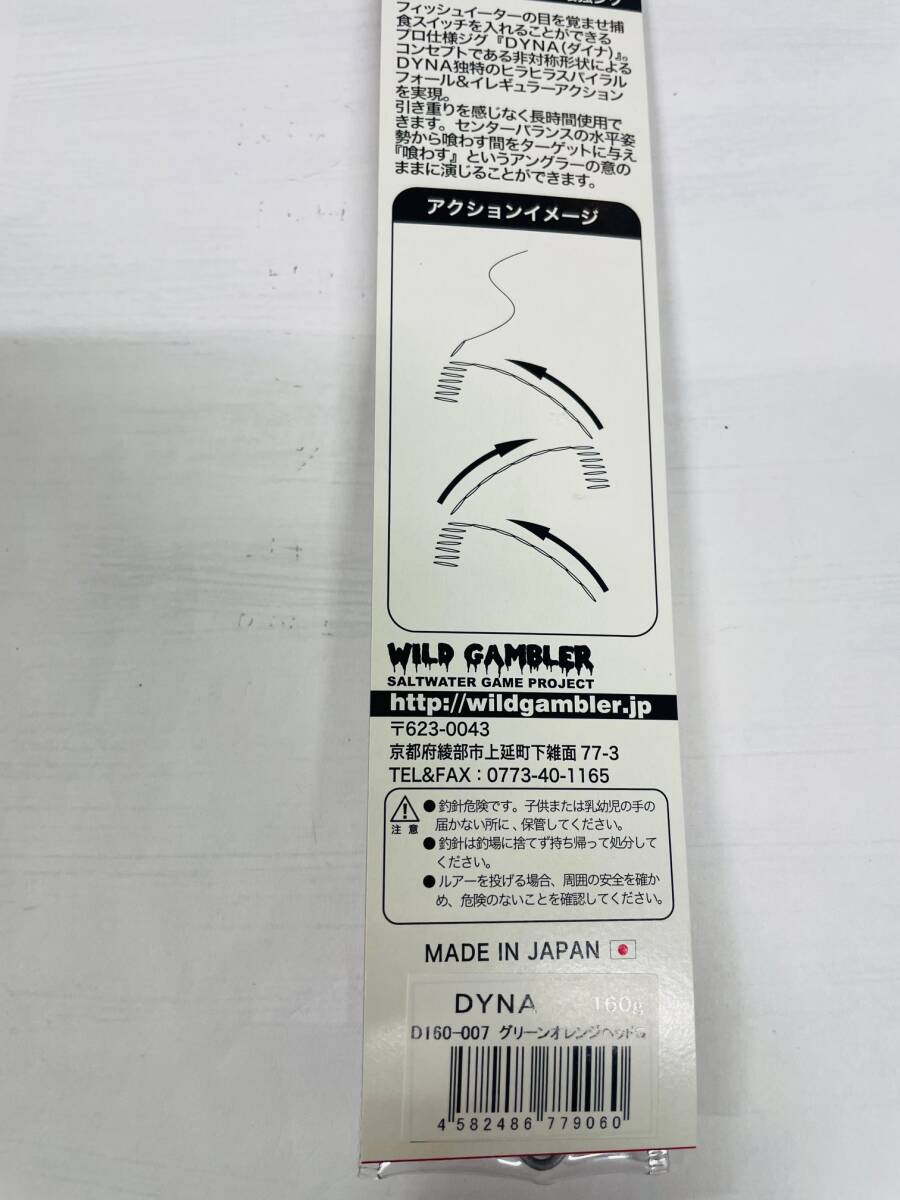 フィッシュイーターの目を覚ませ捕
食スイッチを入れることができる
プロ仕様ジグ『DYNA(ダイナ)』。
コンセプトである非対称形状による
DYNA独特のヒラヒラスパイラル
フォール&イレギュラーアクション
を実現。
引き重りを感じなく長時間使用で
きます。センターバランスの水平姿
勢から喰わす間をターゲットに与え
『喰わす』というアングラーの意の
ままに演じることができます。
アクションイメージ
WILD GAMBLER
SALTWATER GAME PROJECT
http://wildgambler.jp
〒623-0043
京都府綾部市上延町下雑面 77-3
TEL&FAX:0773-40-1165
注意
●釣針危険です。子供または乳幼児の手の
届かない所に、保管してください。
●釣針は釣場に捨てず持ち帰って処分して
ください。
●ルアーを投げる場合、周囲の安全を確か
め、危険のないことを確認してください。
MADE IN JAPAN
DYNA 160g
D160-007 グリーンオレンジヘッド
4 582486 779060